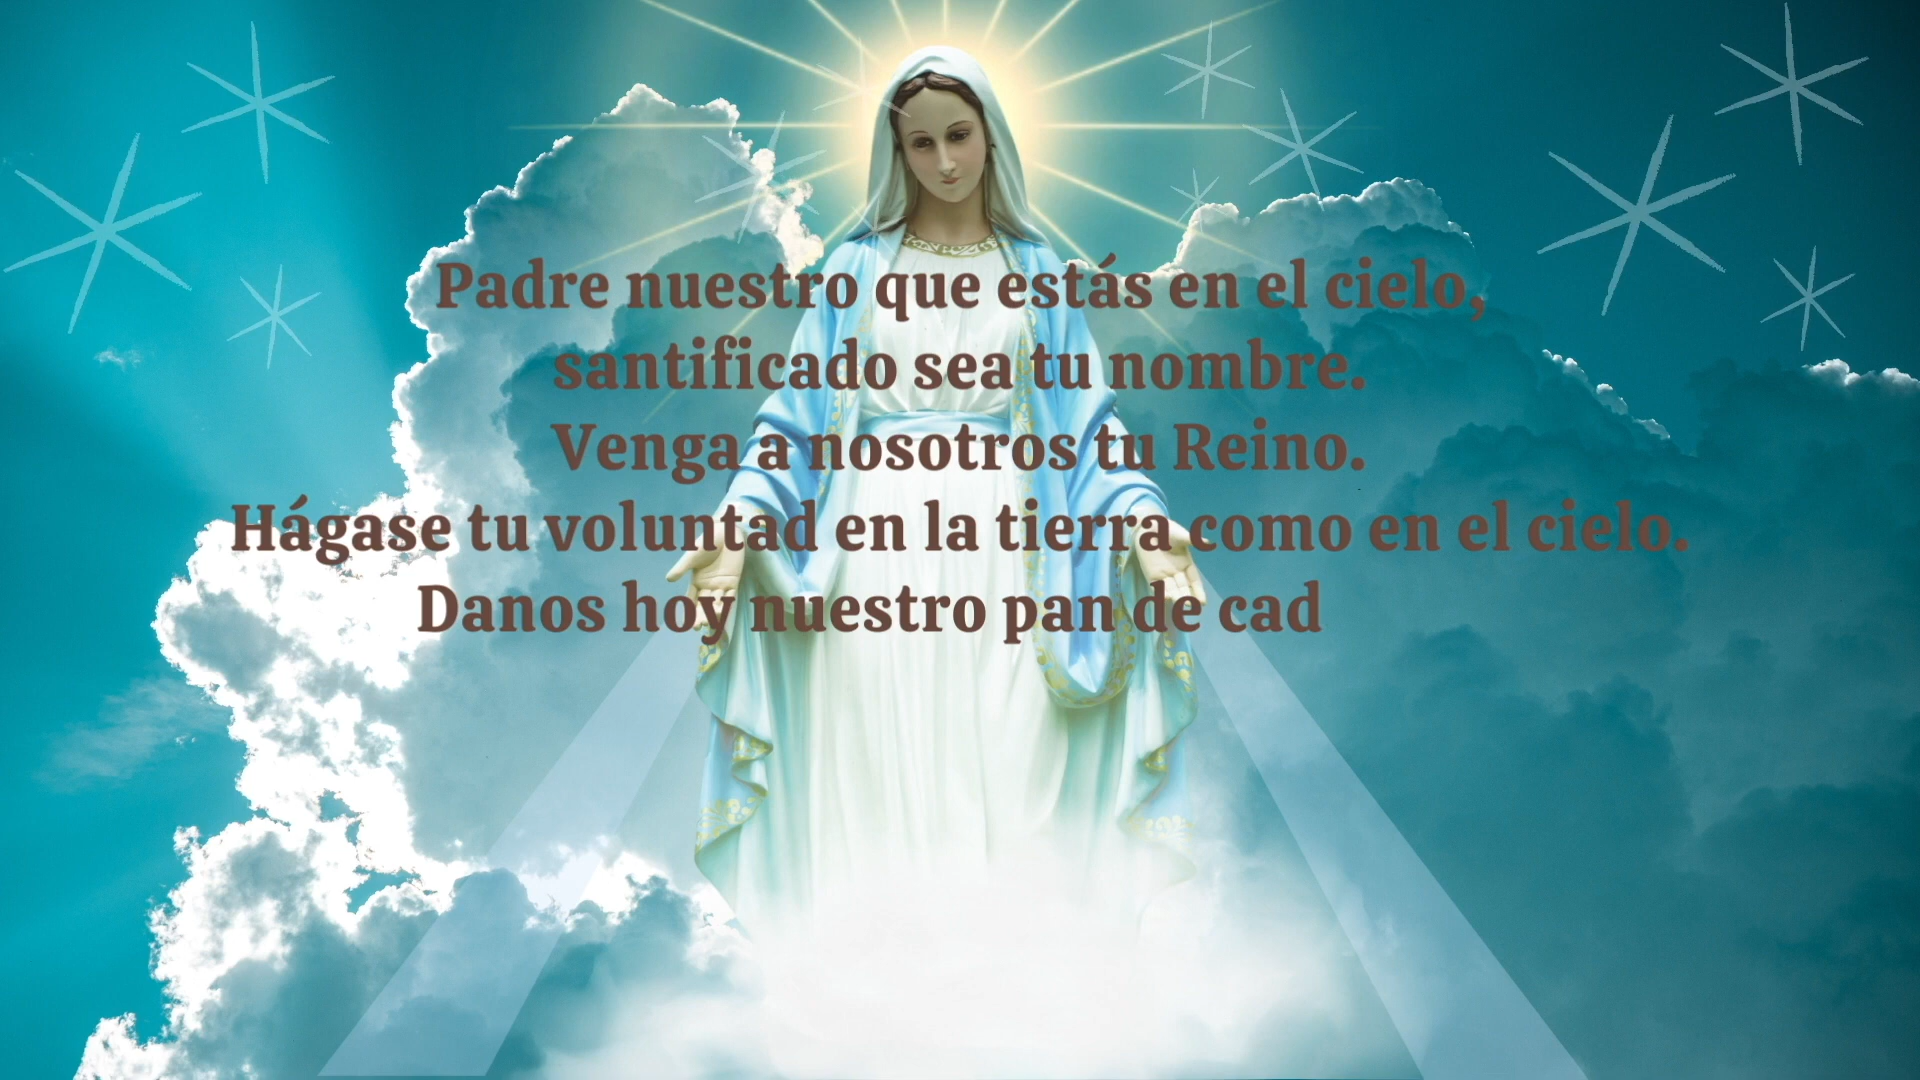 Padre nuestro que estás en el cielo,
santificado sea tu nombre.
Venga a nosotros tu Reino.
Hágase tu voluntad en la tierra como en el cielo.
Danos hoy nuestro pan de cad